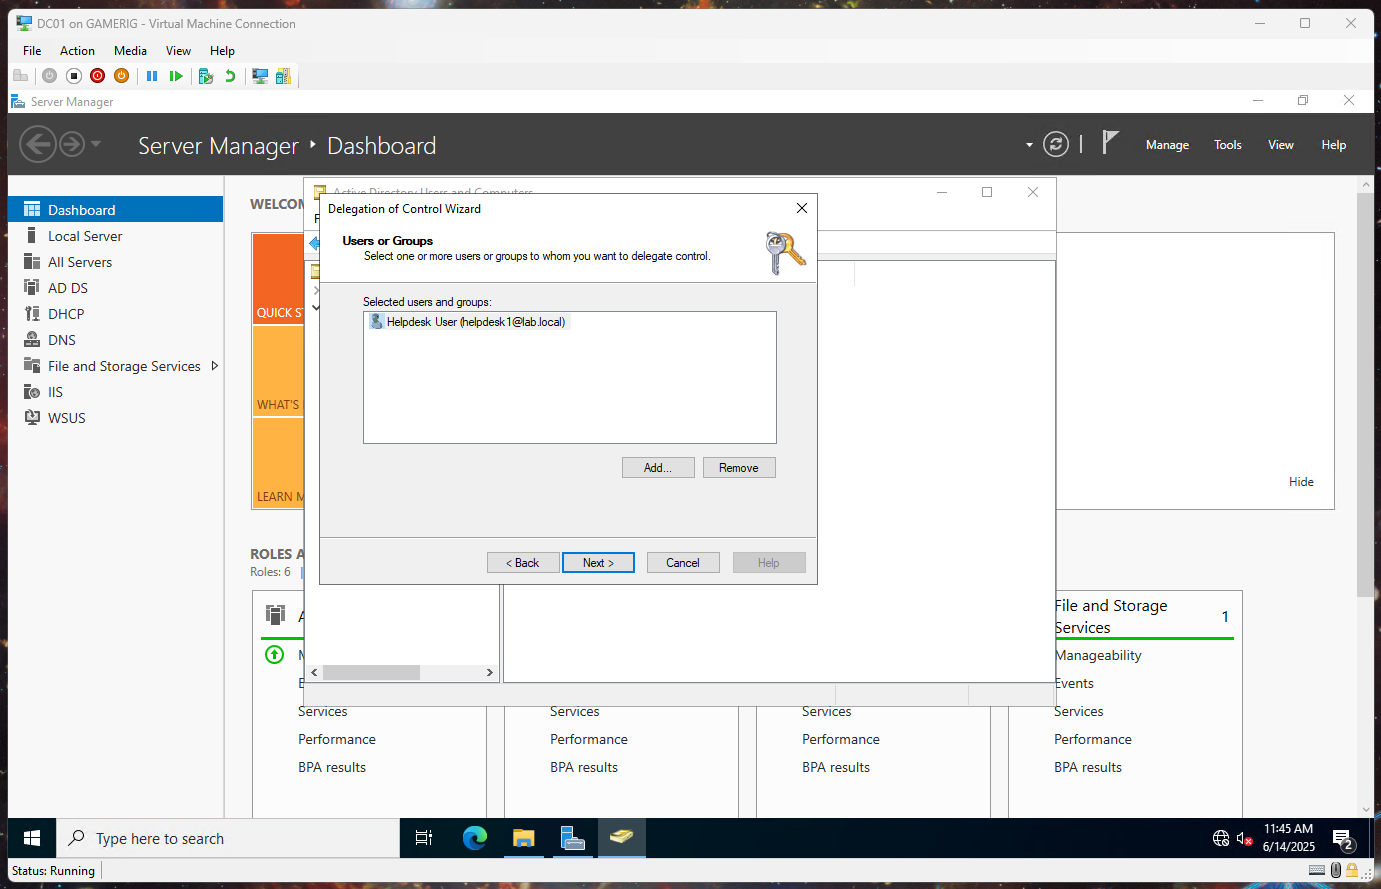 DC01 on GAMERIG - Virtual Machine Connection
File Action Media View Help
Server Manager
Server Manager Dashboard
Manage Tools View Help
Dashboard
Local Server
All Servers
AD DS
DHCP
DNS
File and Storage Services
IIS
WSUS
WELCOM
QUICK ST
WHAT'S
LEARN M
Hide
Active Directory Users and Computers
F
Delegation of Control Wizard
Users or Groups
Select one or more users or groups to whom you want to delegate control.
Selected users and groups:
Helpdesk User (helpdesk1@lab.local)
Add... Remove
< Back Next > Cancel Help
ROLES A
Roles: 6
A
M
E
Services
Performance
BPA results
Services
Performance
BPA results
Services
Performance
BPA results
File and Storage
Services
1
Manageability
Events
Services
Performance
BPA results
Type here to search
11:45 AM
6/14/2025
2
Status: Running